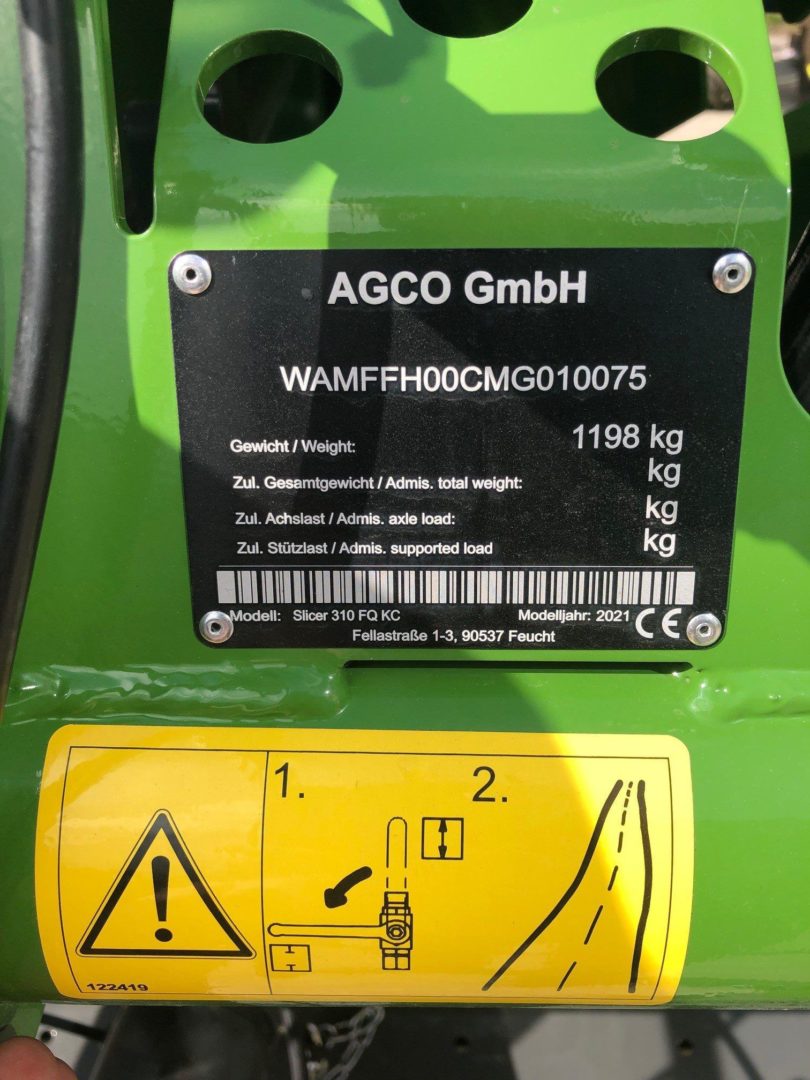 AGCO GmbH
WAMFFH00CMG010075
Gewicht / Weight: 1198 kg
Zul. Gesamtgewicht / Admis. total weight: kg
Zul. Achslast / Admis. axle load: kg
Zul. Stützlast / Admis. supported load kg
Modell: Slicer 310 FQ KC Modelljahr: 2021 CE
Fellastraße 1-3, 90537 Feucht
1. 2.
!
122419